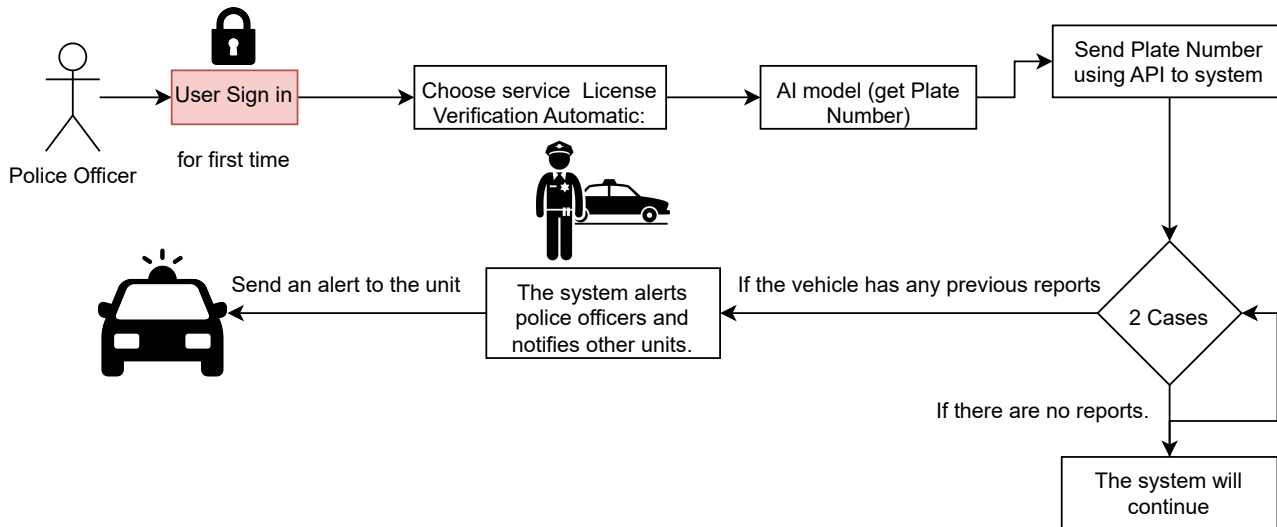 Police Officer
User Sign in
for first time
Choose service License
Verification Automatic:
AI model (get Plate
Number)
Send Plate Number
using API to system
2 Cases
If the vehicle has any previous reports
The system alerts
police officers and
notifies other units.
Send an alert to the unit
If there are no reports.
The system will
continue